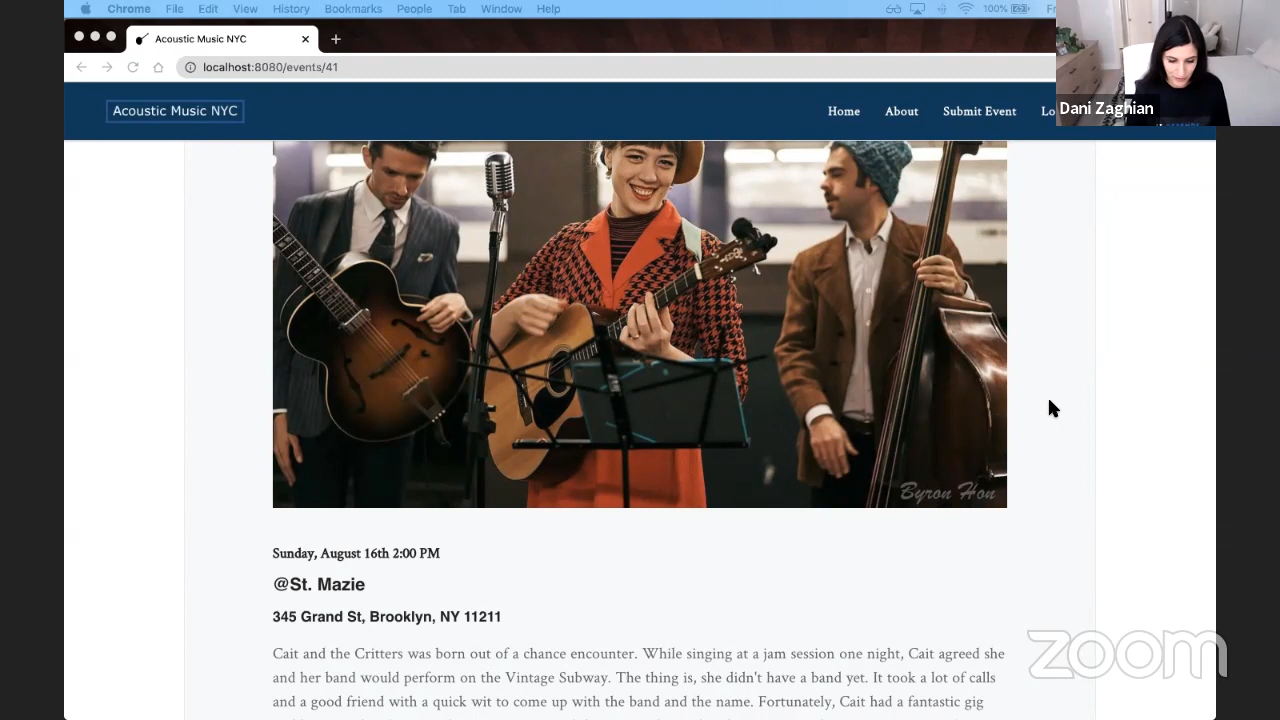 Chrome File Edit View History Bookmarks People Tab Window Help 100% Fr
Acoustic Music NYC
localhost:8080/events/41
Acoustic Music NYC Home About Submit Event Lo
Dani Zaghian
Byron Hon
Sunday, August 16th 2:00 PM
@St. Mazie
345 Grand St, Brooklyn, NY 11211
Cait and the Critters was born out of a chance encounter. While singing at a jam session one night, Cait agreed she
and her band would perform on the Vintage Subway. The thing is, she didn't have a band yet. It took a lot of calls
and a good friend with a quick wit to come up with the band and the name. Fortunately, Cait had a fantastic gig
zoom